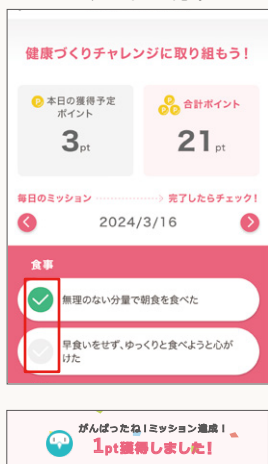 健康づくりチャレンジに取り組もう！
P 本日の獲得予定
ポイント
3pt
P P P 合計ポイント
21 pt
毎日のミッション 完了したらチェック！
2024/3/16
食事
無理のない分量で朝食を食べた
早食いをせず、ゆっくりと食べようと心が
けた
がんばったね！ミッション達成！
1pt獲得しました！